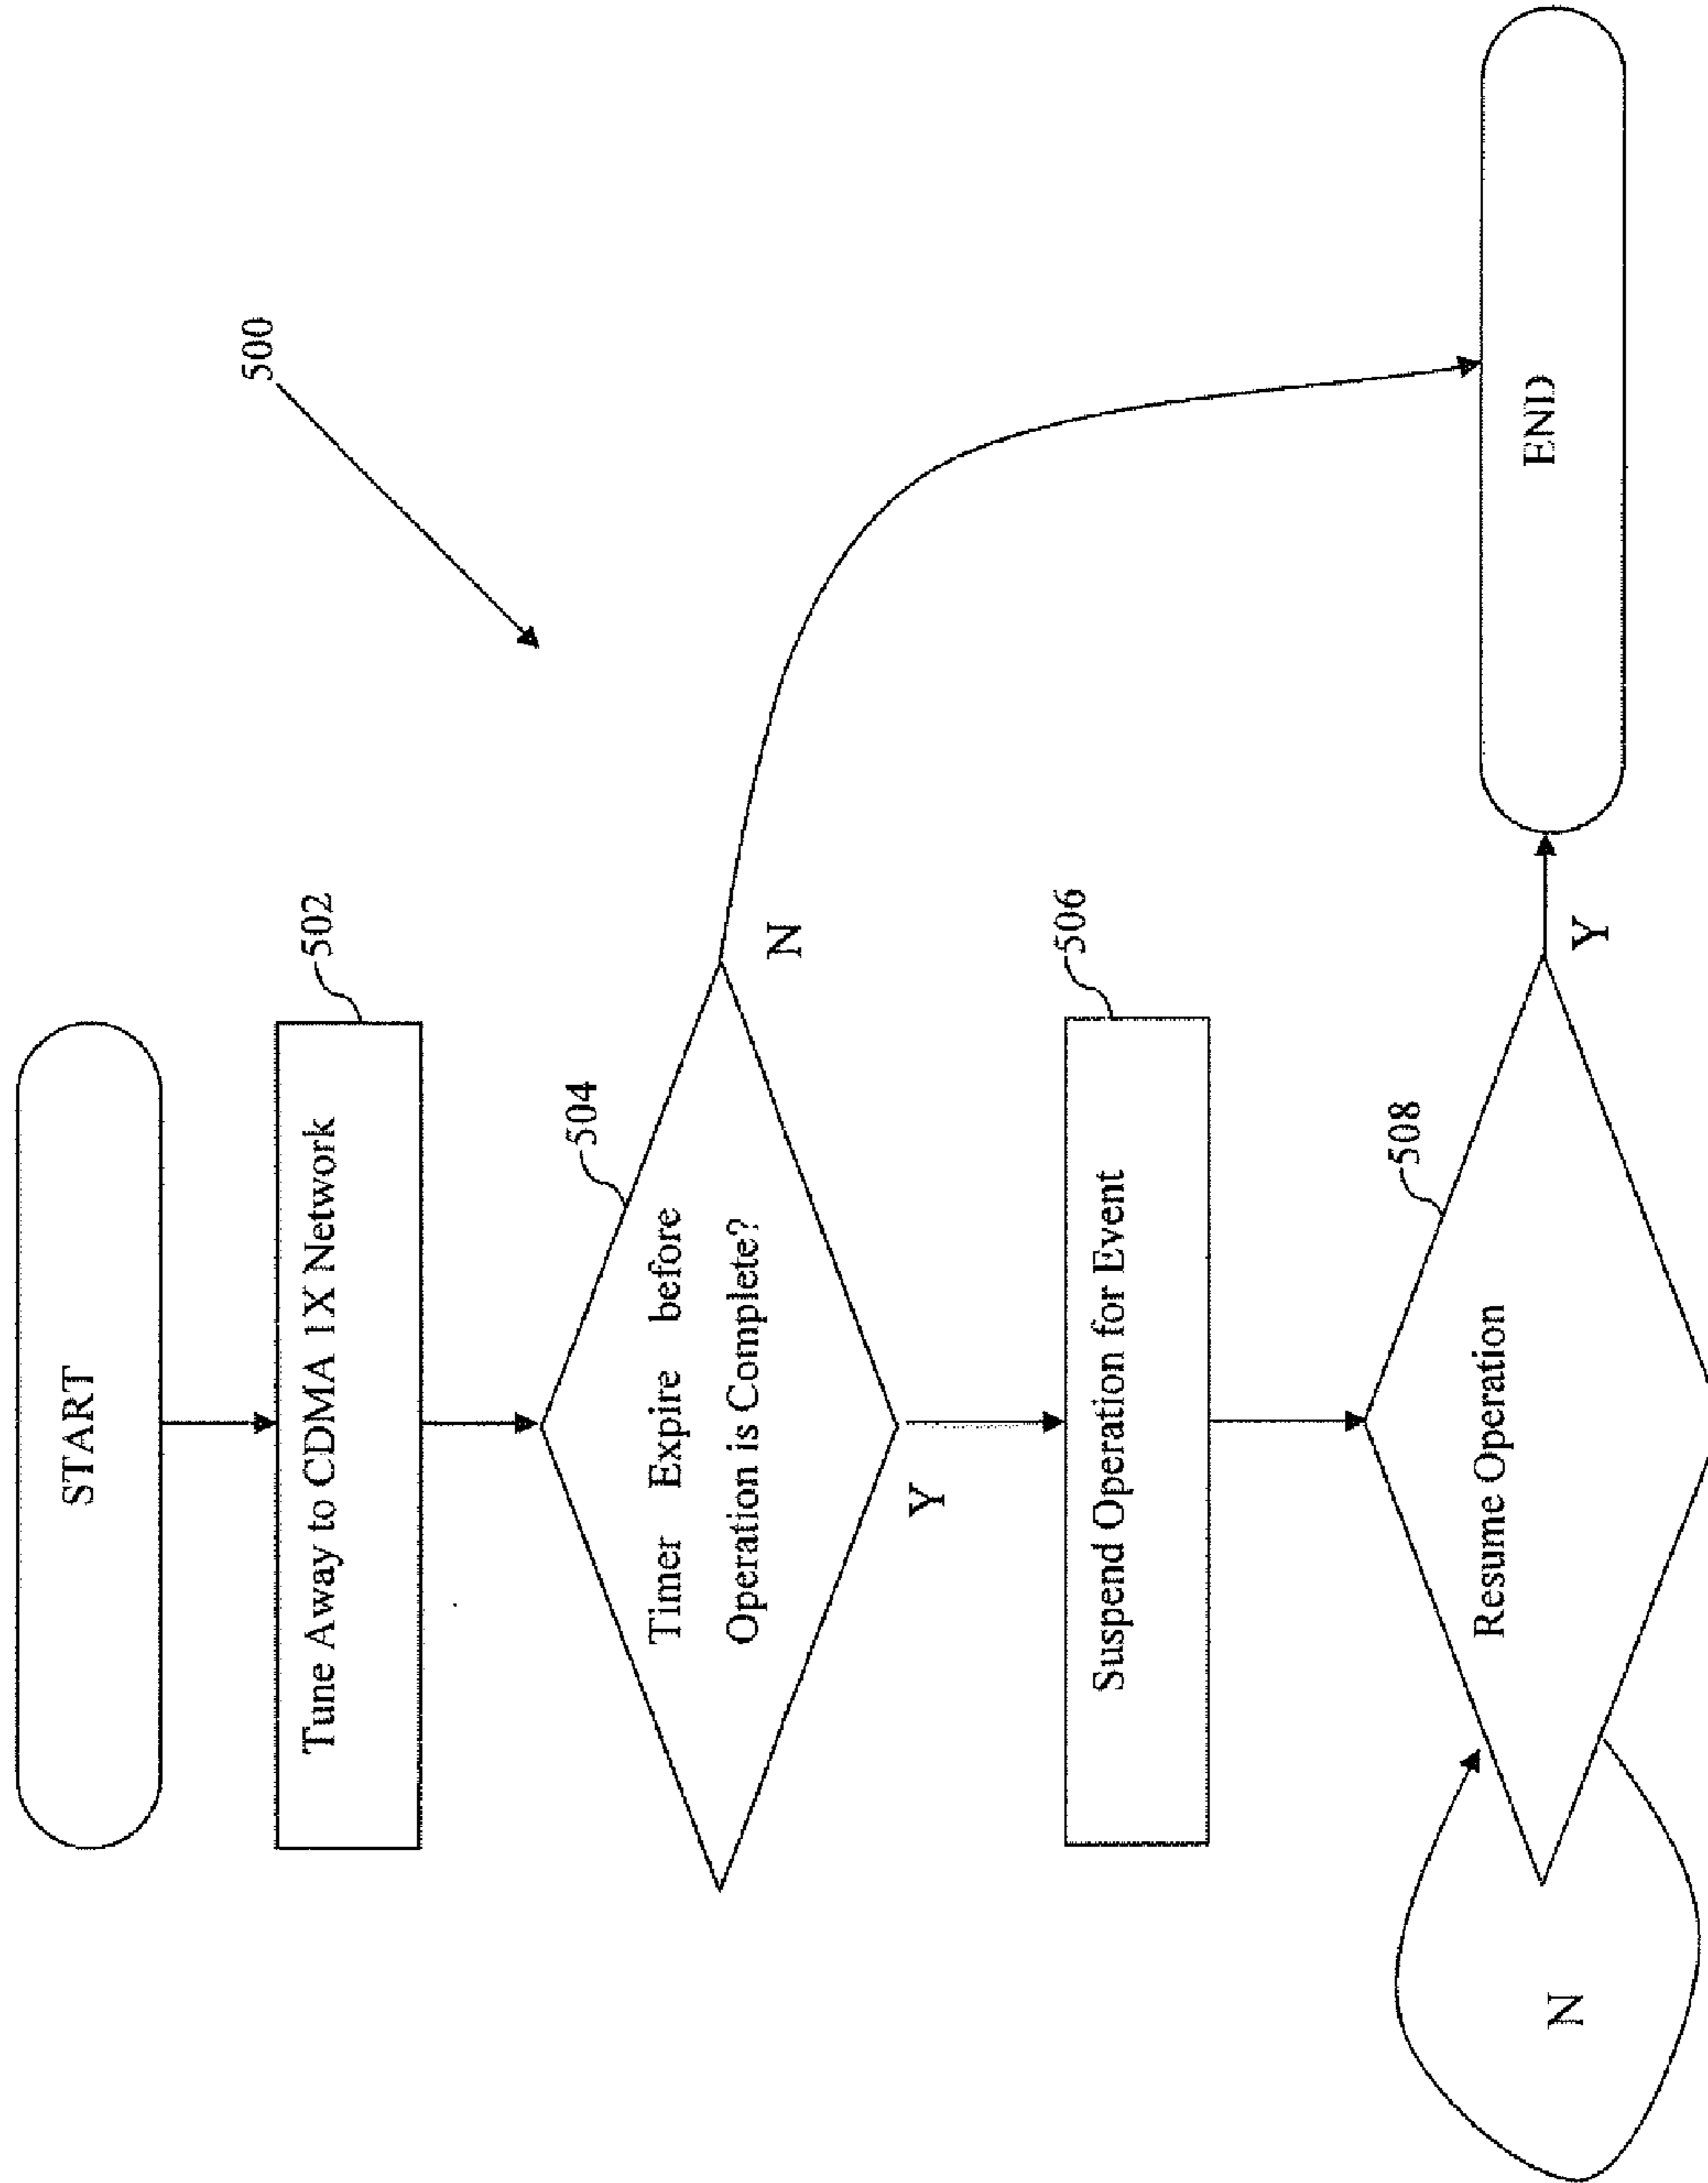 START
500
Tune Away to CDMA 1X Network
502
504
Timer Expire before
Operation is Complete?
N
Y
Suspend Operation for Event
506
508
Resume Operation
N
Y
END